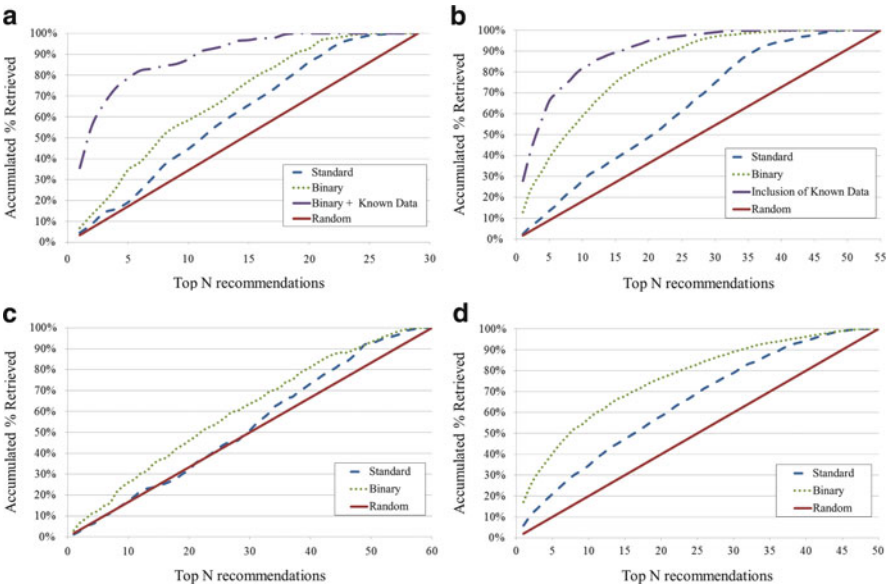 a
Accumulated % Retrieved
100%
90%
80%
70%
60%
50%
40%
30%
20%
10%
0%
Standard
Binary
Binary + Known Data
Random
0 5 10 15 20 25 30
Top N recommendations
b
Accumulated % Retrieved
100%
90%
80%
70%
60%
50%
40%
30%
20%
10%
0%
Standard
Binary
Inclusion of Known Data
Random
0 5 10 15 20 25 30 35 40 45 50 55
Top N recommendations
c
Accumulated % Retrieved
100%
90%
80%
70%
60%
50%
40%
30%
20%
10%
0%
Standard
Binary
Random
0 10 20 30 40 50 60
Top N recommendations
d
Accumulated % Retrieved
100%
90%
80%
70%
60%
50%
40%
30%
20%
10%
0%
Standard
Binary
Random
0 5 10 15 20 25 30 35 40 45 50
Top N recommendations